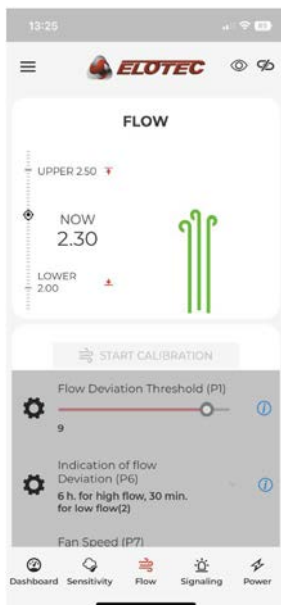 13:25
ELOTEC
FLOW
UPPER 2.50
NOW
2.30
LOWER
2.00
START CALIBRATION
Flow Deviation Threshold (P1)
9
Indication of flow
Deviation (P6)
6 h. for high flow, 30 min.
for low flow(2)
Fan Speed (P7)
Dashboard Sensitivity Flow Signaling Power